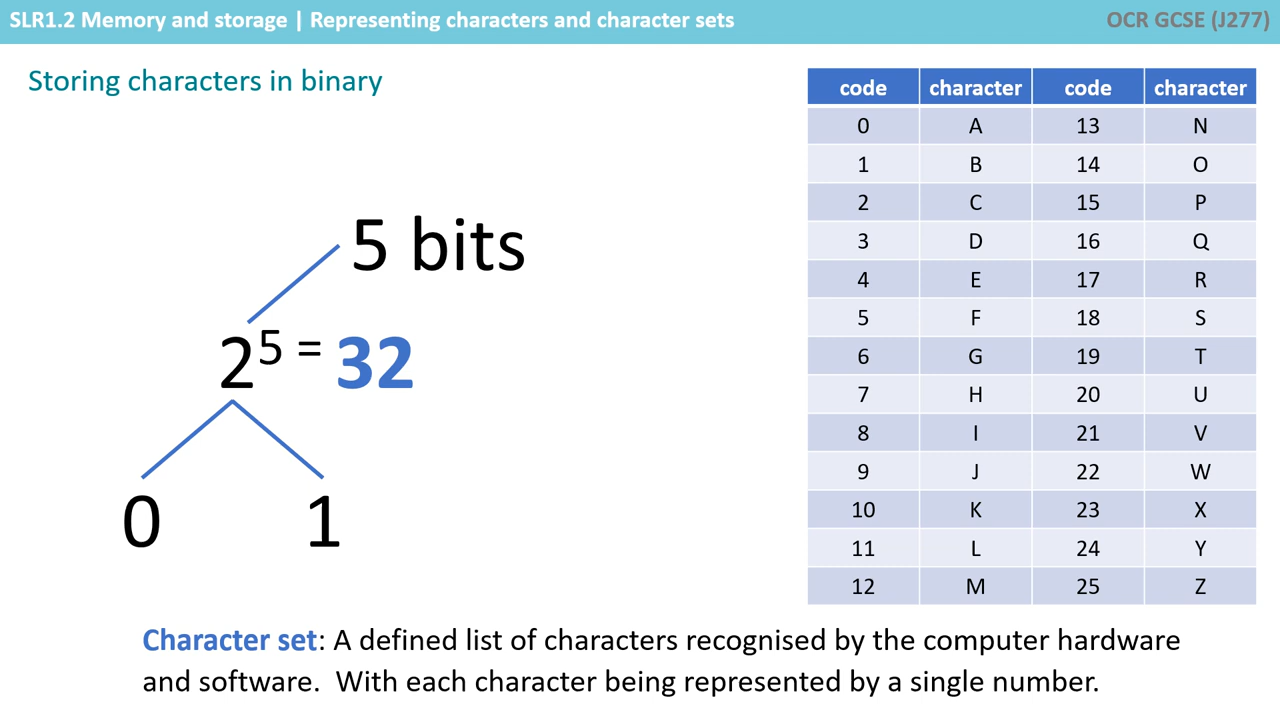 SLR1.2 Memory and storage | Representing characters and character sets
OCR GCSE (J277)
Storing characters in binary
5 bits
2⁵ = 32
0 1
code character code character
0 A 13 N
1 B 14 O
2 C 15 P
3 D 16 Q
4 E 17 R
5 F 18 S
6 G 19 T
7 H 20 U
8 I 21 V
9 J 22 W
10 K 23 X
11 L 24 Y
12 M 25 Z
Character set: A defined list of characters recognised by the computer hardware
and software. With each character being represented by a single number.